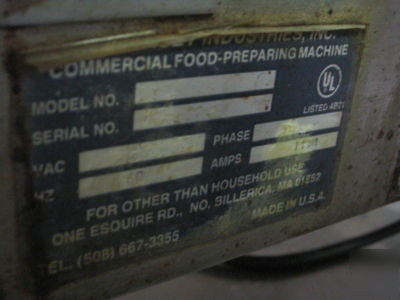 INDUSTRIES, INC.
COMMERCIAL FOOD-PREPARING MACHINE
MODEL NO.
UL
LISTED
SERIAL NO.
VAC PHASE
HZ 60 AMPS
FOR OTHER THAN HOUSEHOLD USE
ONE ESQUIRE RD., NO. BILLERICA, MA 01862
TEL. (508) 667-3355 MADE IN U.S.A.